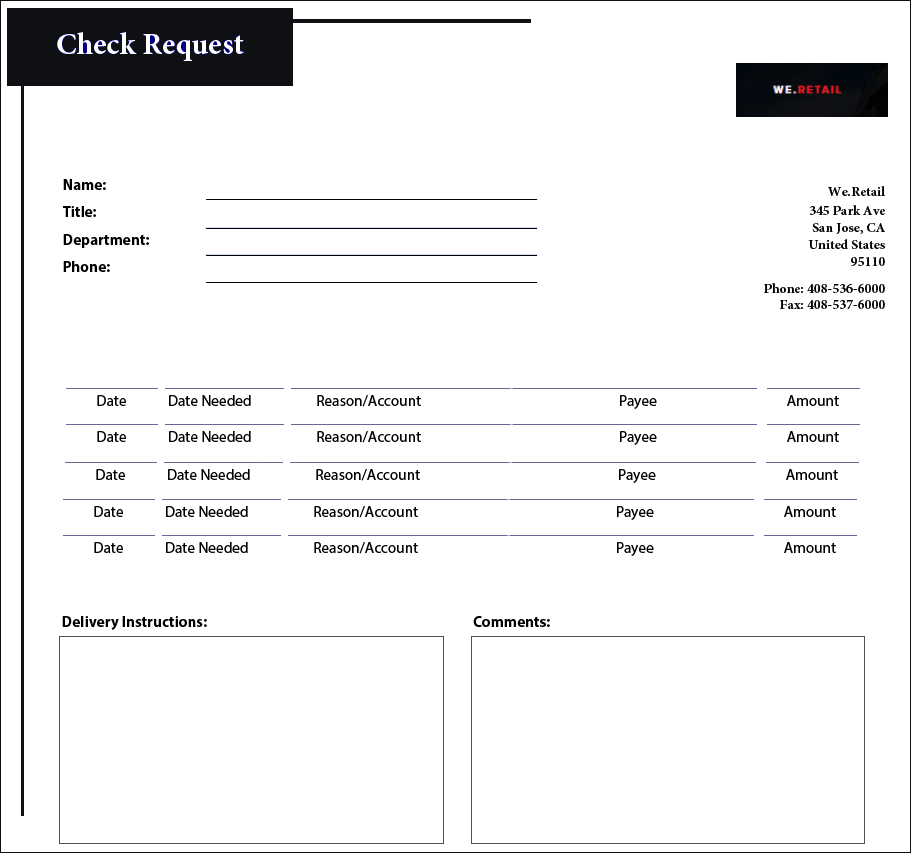 Check Request
WE.RETAIL
Name:
Title:
Department:
Phone:
We.Retail
345 Park Ave
San Jose, CA
United States
95110
Phone: 408-536-6000
Fax: 408-537-6000
Date Date Needed Reason/Account Payee Amount
Date Date Needed Reason/Account Payee Amount
Date Date Needed Reason/Account Payee Amount
Date Date Needed Reason/Account Payee Amount
Date Date Needed Reason/Account Payee Amount
Delivery Instructions: Comments: